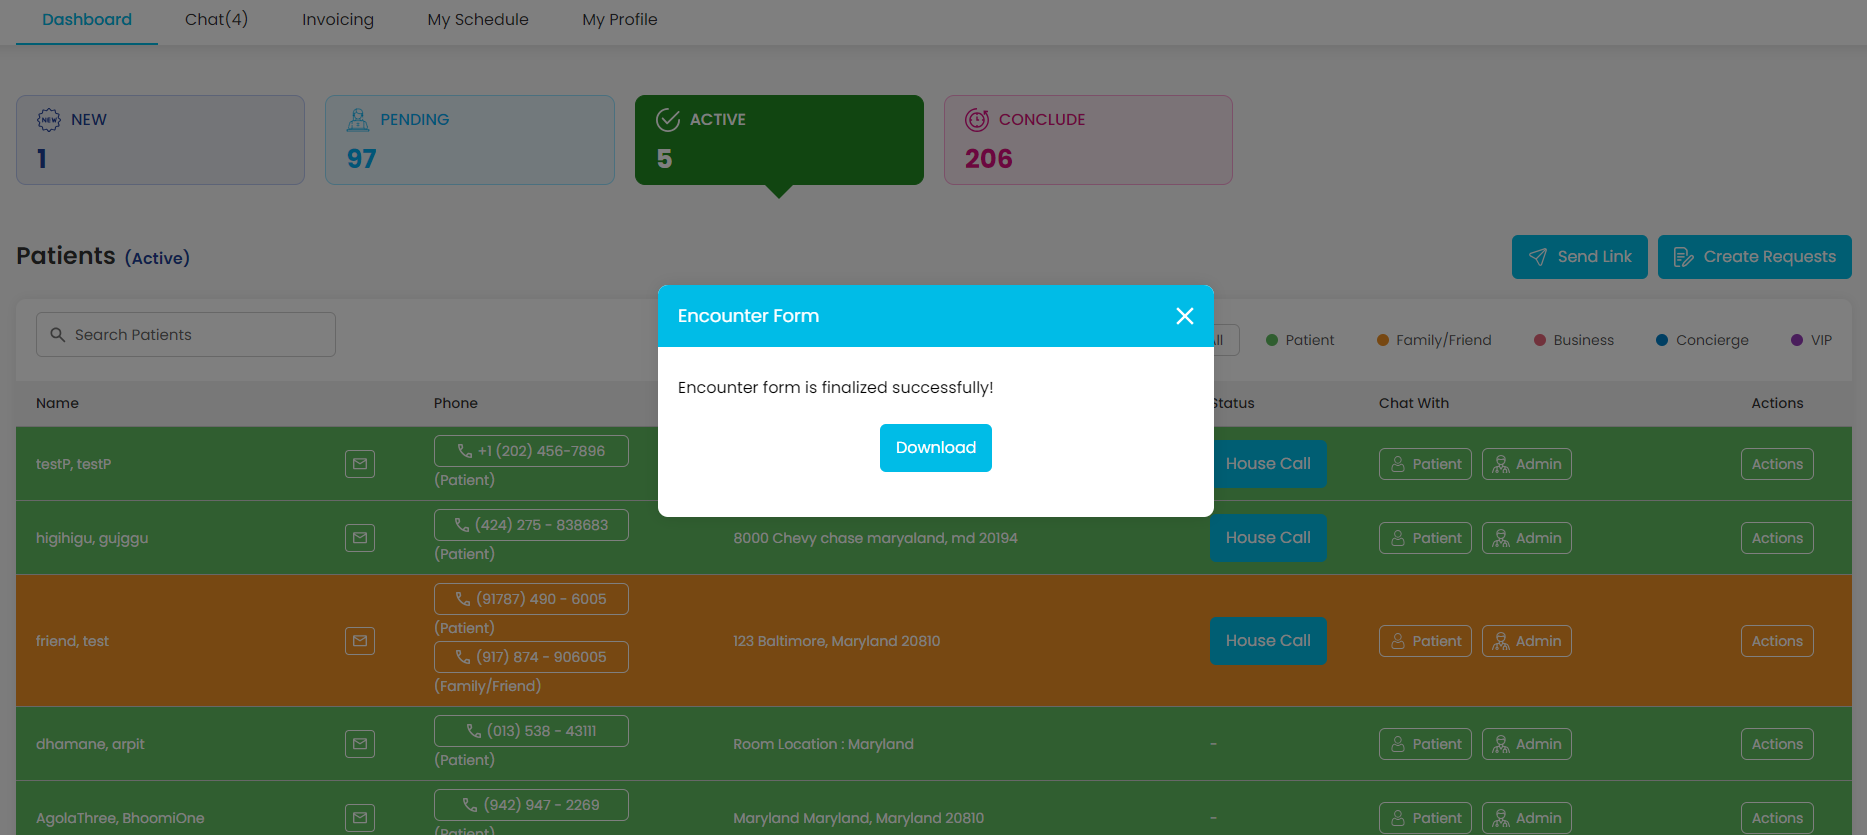 Dashboard Chat(4) Invoicing My Schedule My Profile
NEW NEW PENDING ACTIVE CONCLUDE
1 97 5 206
Patients (Active) Send Link Create Requests
Encounter Form
Search Patients Patient Family/Friend Business Concierge VIP
Encounter form is finalized successfully!
Name Phone Status Chat With Actions
Download
testP, testP +1 (202) 456-7896 House Call Patient Admin Actions
(Patient)
higihigu, gujggu (424) 275 - 838683 8000 Chevy chase maryaland, md 20194 House Call Patient Admin Actions
(Patient)
(91787) 490 - 6005
(Patient)
friend, test 123 Baltimore, Maryland 20810 House Call Patient Admin Actions
(917) 874 - 906005
(Family/Friend)
dhamane, arpit (013) 538 - 43111 Room Location : Maryland - Patient Admin Actions
(Patient)
AgolaThree, BhoomiOne (942) 947 - 2269 Maryland Maryland, Maryland 20810 - Patient Admin Actions
(Patient)